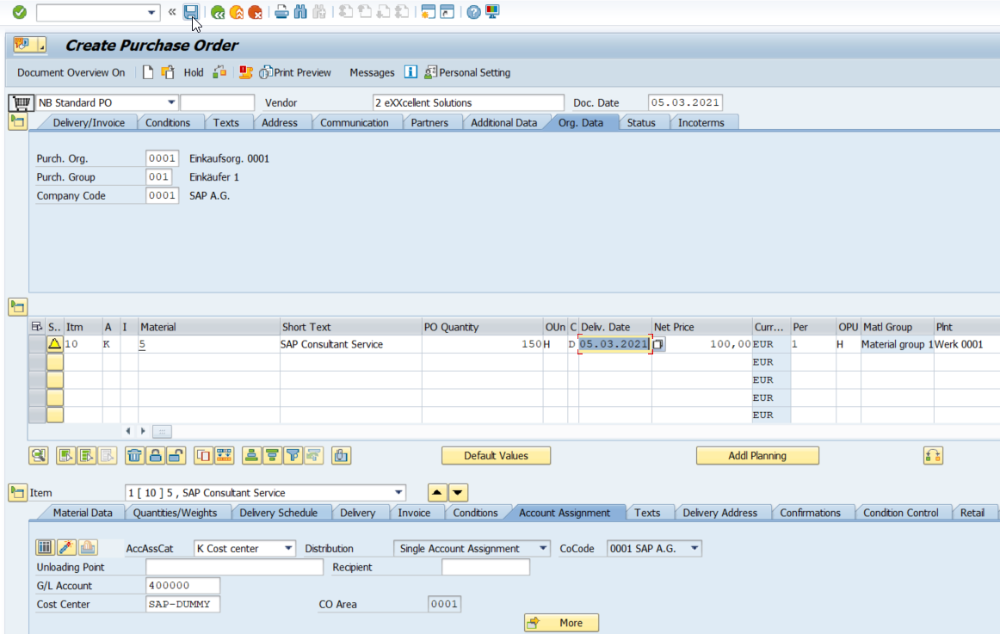 Create Purchase Order
Document Overview On Hold Print Preview Messages Personal Setting
NB Standard PO Vendor 2 eXXcellent Solutions Doc. Date 05.03.2021
Delivery/Invoice Conditions Texts Address Communication Partners Additional Data Org. Data Status Incoterms
Purch. Org. 0001 Einkaufsorg. 0001
Purch. Group 001 Einkäufer 1
Company Code 0001 SAP A.G.
S.. Itm A I Material Short Text PO Quantity OUn C Deliv. Date Net Price Curr... Per OPU Matl Group Plnt
10 K 5 SAP Consultant Service 150 H D 05.03.2021 100,00 EUR 1 H Material group 1 Werk 0001
EUR
EUR
EUR
EUR
Default Values Addl Planning
Item 1 [ 10 ] 5 , SAP Consultant Service
Material Data Quantities/Weights Delivery Schedule Delivery Invoice Conditions Account Assignment Texts Delivery Address Confirmations Condition Control Retail
AccAssCat K Cost center Distribution Single Account Assignment CoCode 0001 SAP A.G.
Unloading Point Recipient
G/L Account 400000
Cost Center SAP-DUMMY CO Area 0001
More